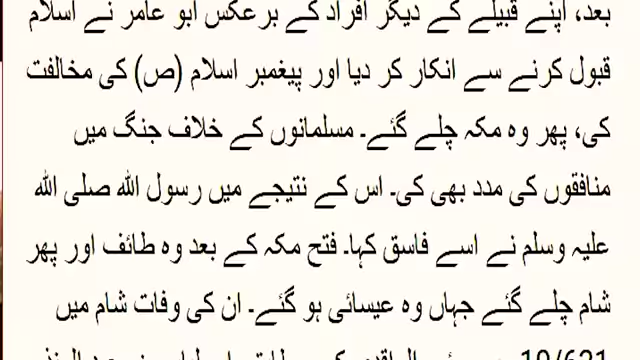 بعد، اپنے قبیلے کے دیگر افراد کے برعکس ابو عامر نے اسلام
قبول کرنے سے انکار کر دیا اور پیغمبر اسلام (ص) کی مخالفت
کی، پھر وہ مکہ چلے گئے۔ مسلمانوں کے خلاف جنگ میں
منافقوں کی مدد بھی کی۔ اس کے نتیجے میں رسول اللہ صلی اللہ
علیہ وسلم نے اسے فاسق کہا۔ فتح مکہ کے بعد وہ طائف اور پھر
شام چلے گئے جہاں وہ عیسائی ہو گئے۔ ان کی وفات شام میں
10/631